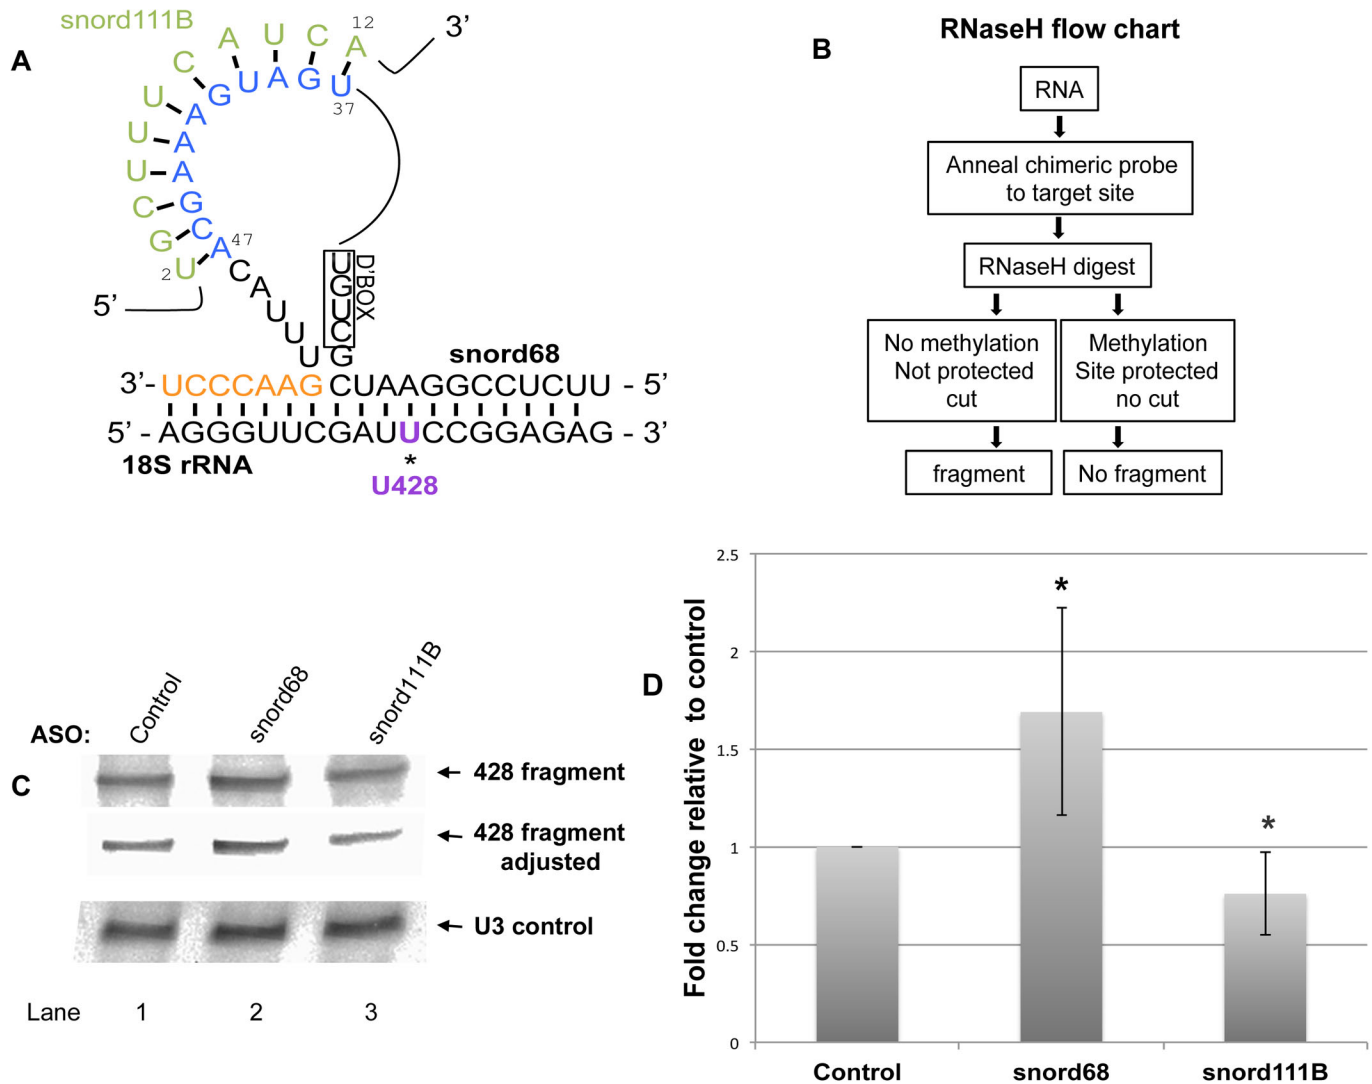 A
snord111B
C A U C A
12
3'
U G U A G U
37
U A
U A
U A
C G
G C
2 U A 47
5'
C
A
U
U
U
U
G
U
C
G
D'BOX
snord68
3'- UCCCAAGCUAAGGCCUCUU - 5'
5' - AGGGUUCGAUUCCGGAGAG - 3'
18S rRNA
*
U428
B
RNaseH flow chart
RNA
Anneal chimeric probe
to target site
RNaseH digest
No methylation
Not protected
cut
Methylation
Site protected
no cut
fragment
No fragment
C
ASO:
Control
snord68
snord111B
428 fragment
428 fragment
adjusted
U3 control
Lane 1 2 3
D
Fold change relative to control
2.5
2
1.5
1
0.5
0
*
*
Control snord68 snord111B